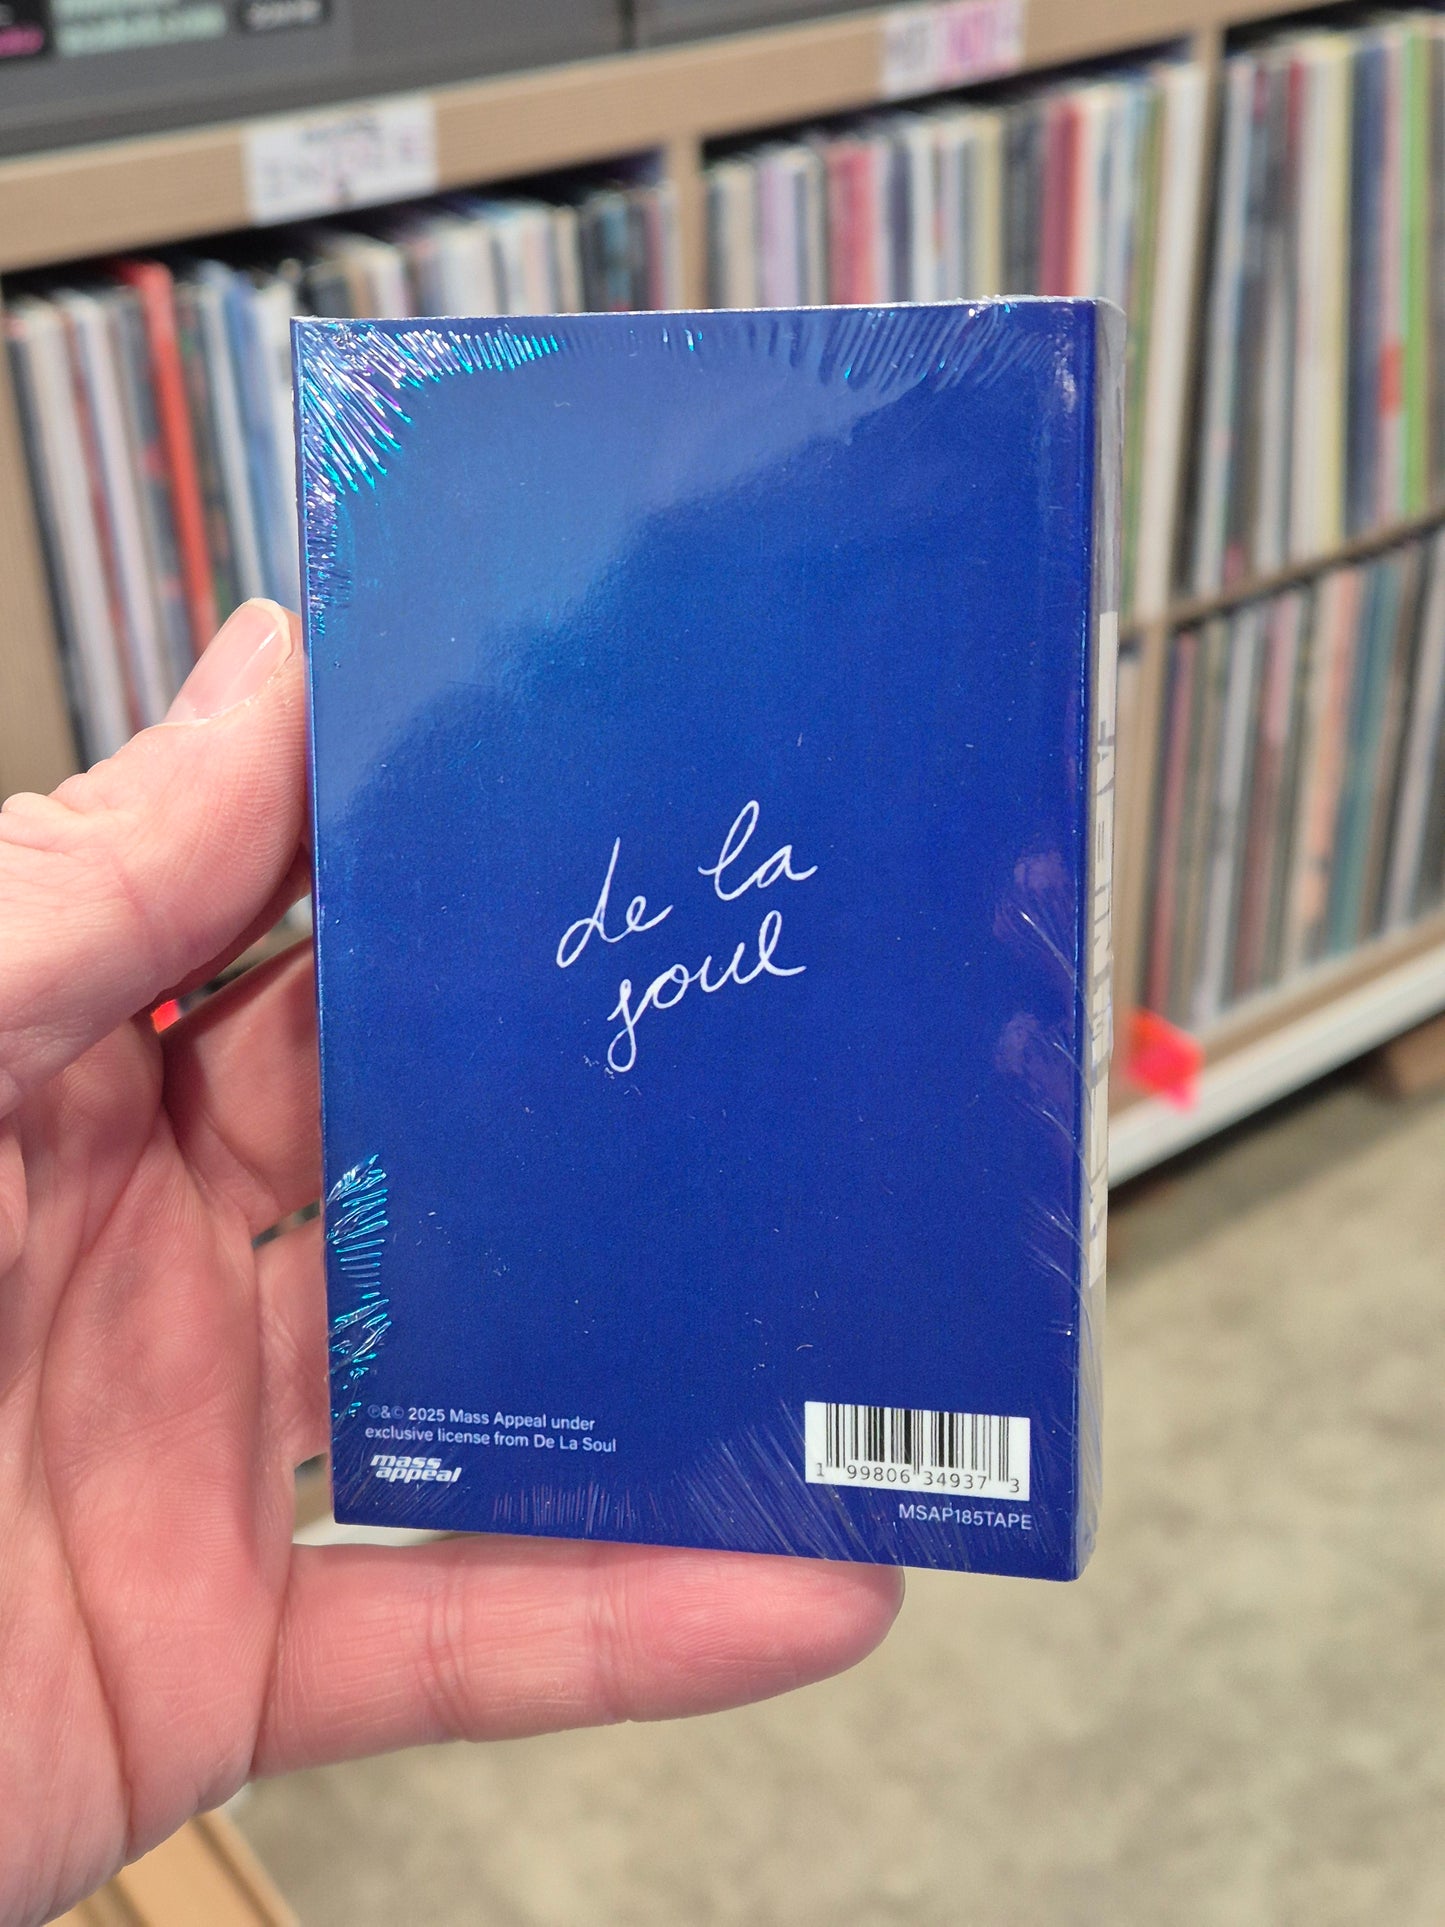 de la
soul
℗&© 2025 Mass Appeal under
exclusive license from De La Soul
mass
appeal
1 99806 34937 3
MSAP185TAPE